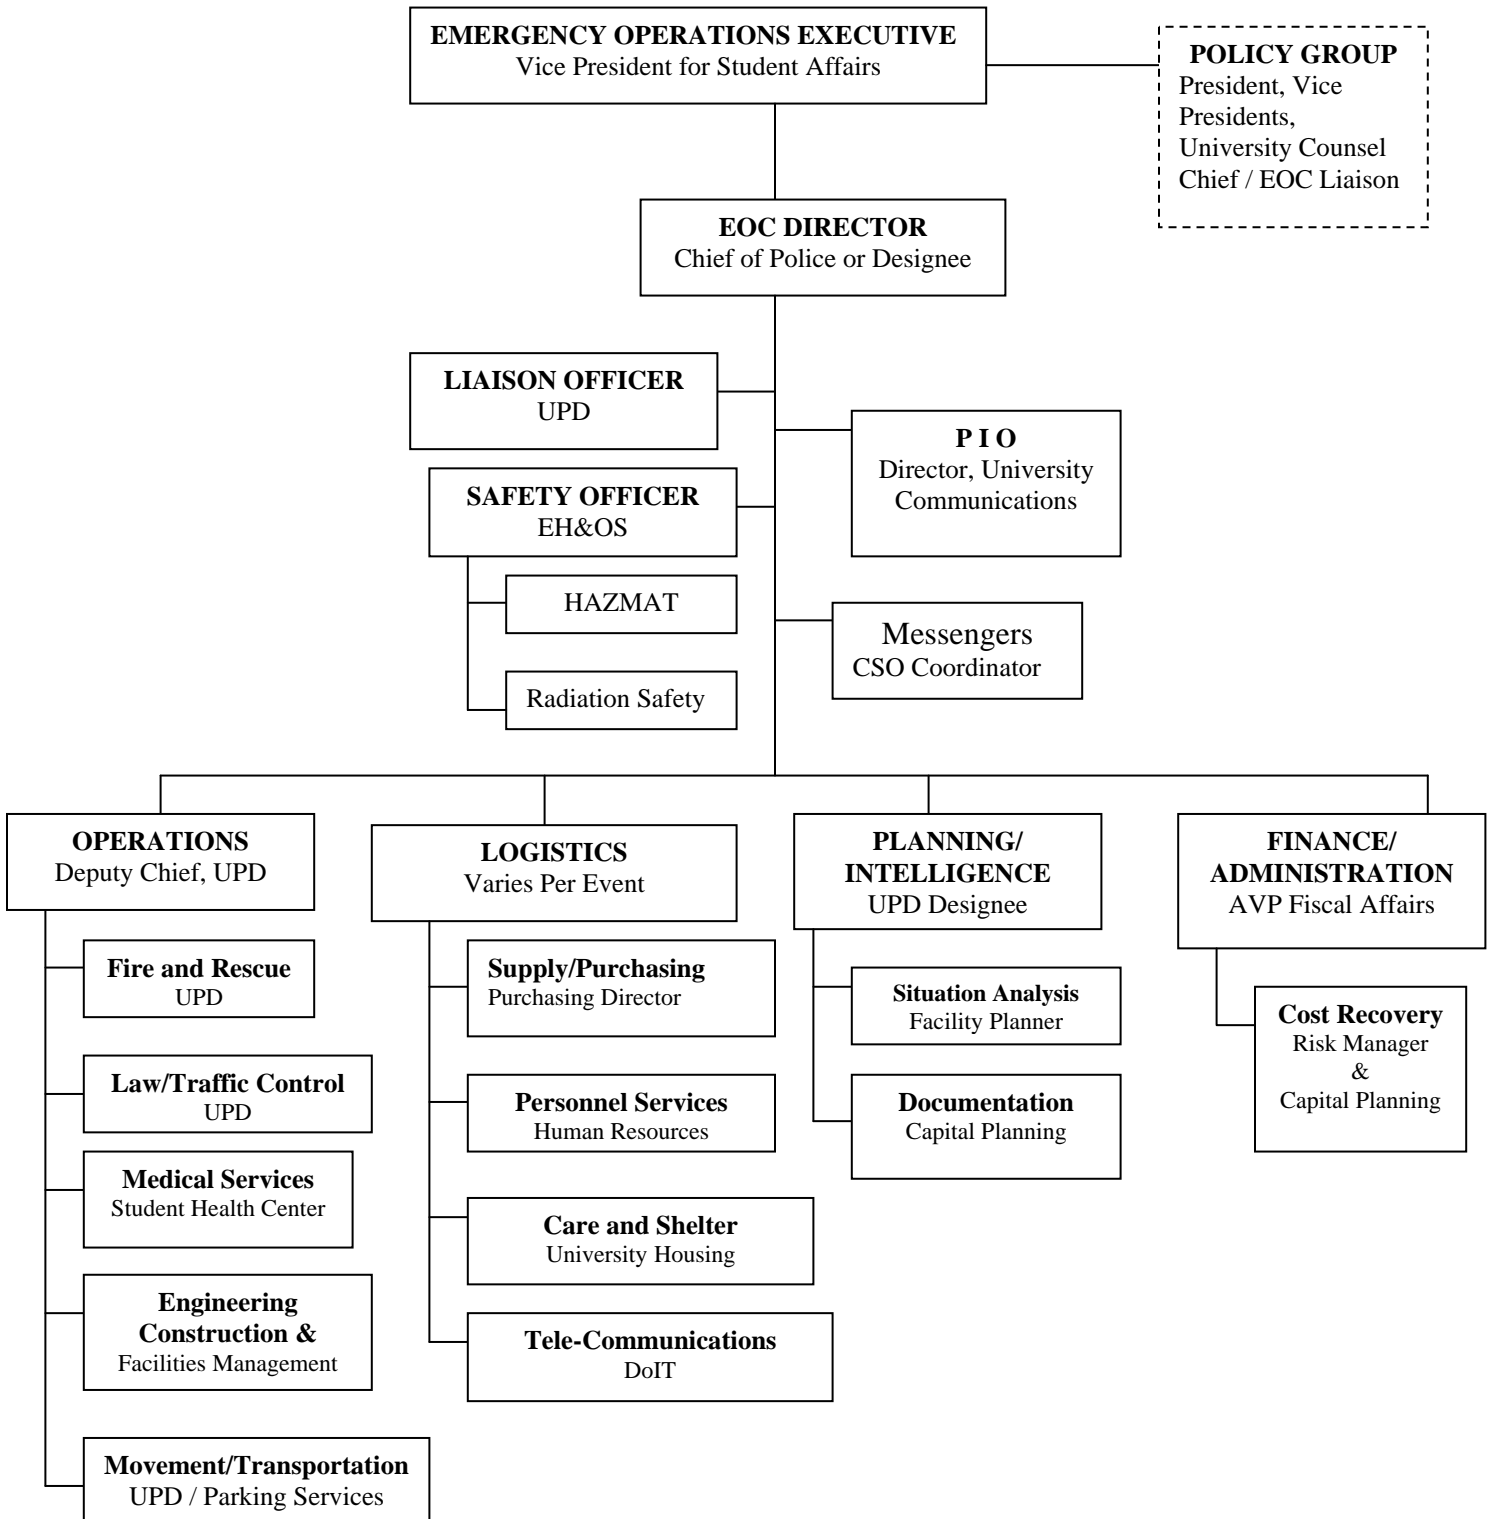 EMERGENCY OPERATIONS EXECUTIVE
Vice President for Student Affairs
POLICY GROUP
President, Vice
Presidents,
University Counsel
Chief / EOC Liaison
EOC DIRECTOR
Chief of Police or Designee
LIAISON OFFICER
UPD
P I O
Director, University
Communications
SAFETY OFFICER
EH&OS
HAZMAT
Radiation Safety
Messengers
CSO Coordinator
OPERATIONS
Deputy Chief, UPD
Fire and Rescue
UPD
Law/Traffic Control
UPD
Medical Services
Student Health Center
Engineering
Construction &
Facilities Management
Movement/Transportation
UPD / Parking Services
LOGISTICS
Varies Per Event
Supply/Purchasing
Purchasing Director
Personnel Services
Human Resources
Care and Shelter
University Housing
Tele-Communications
DoIT
PLANNING/
INTELLIGENCE
UPD Designee
Situation Analysis
Facility Planner
Documentation
Capital Planning
FINANCE/
ADMINISTRATION
AVP Fiscal Affairs
Cost Recovery
Risk Manager
&
Capital Planning